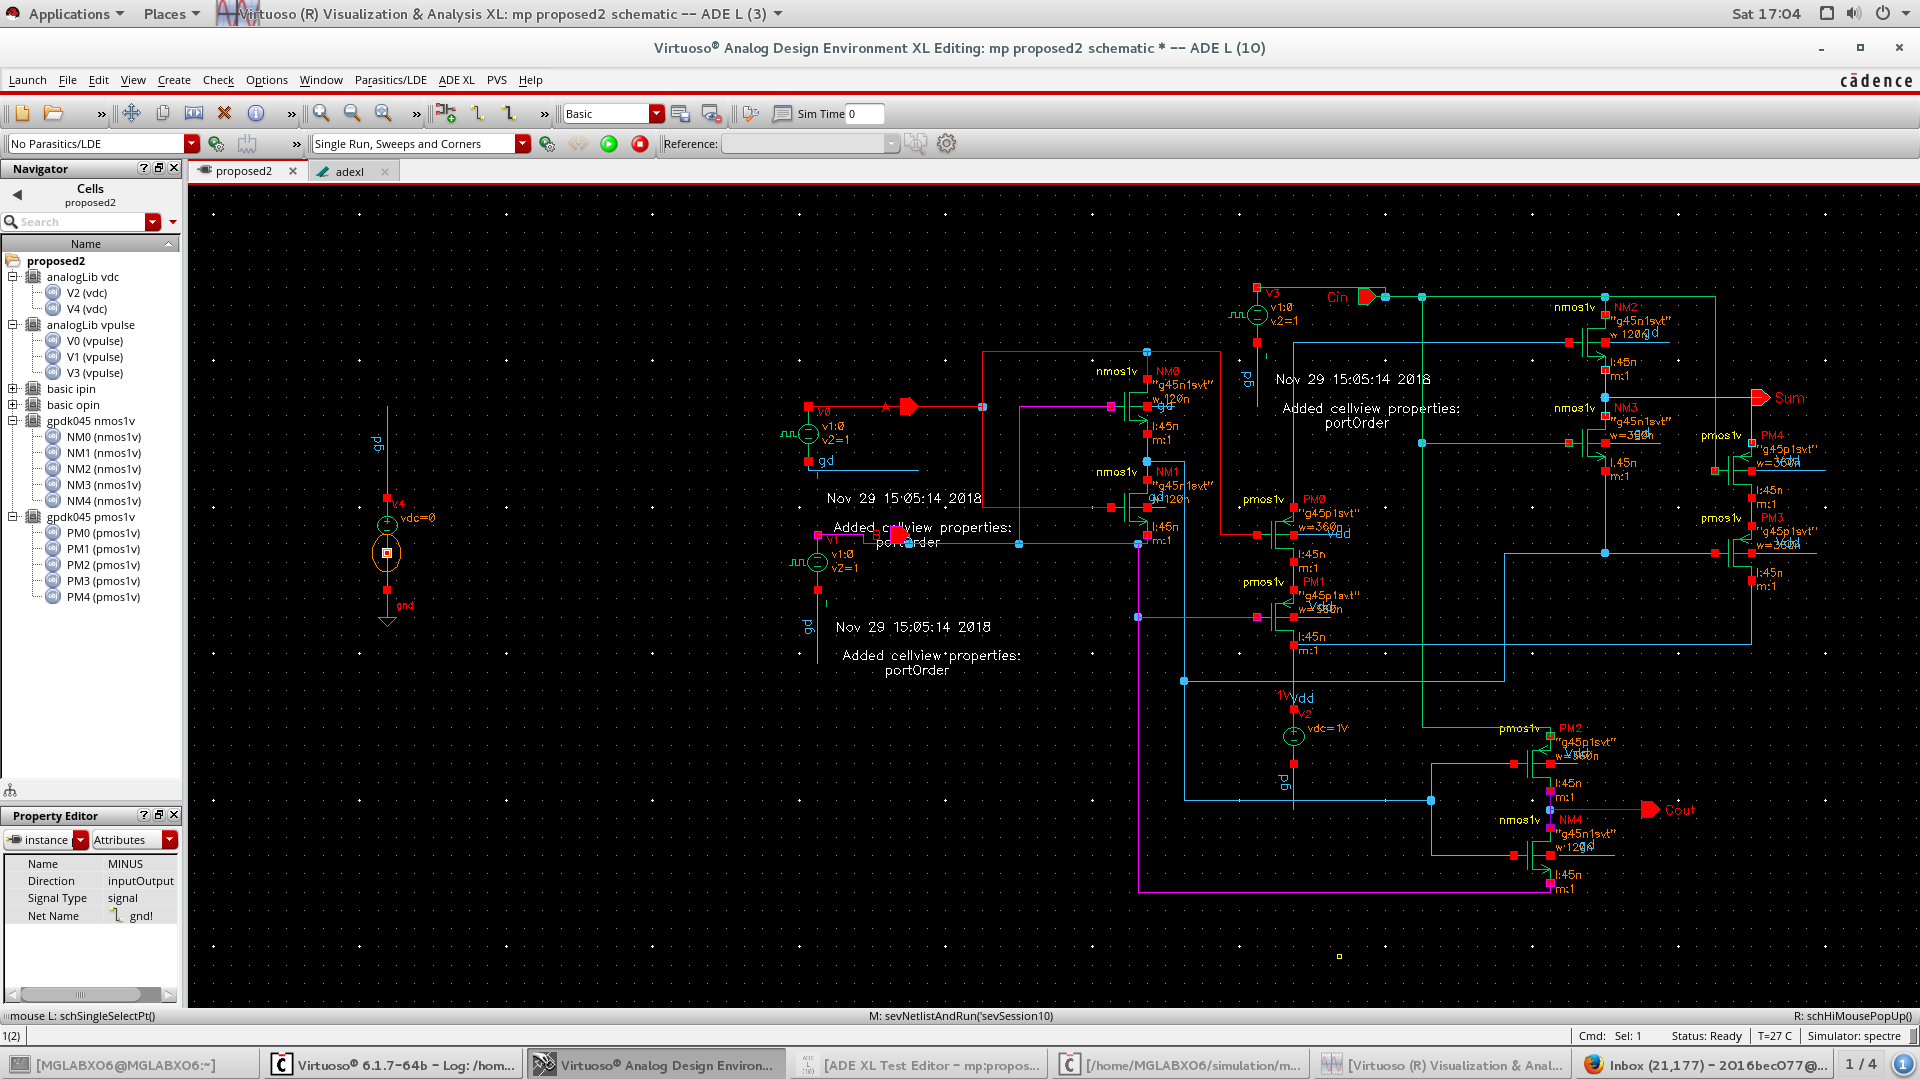 Applications Places Virtuoso (R) Visualization & Analysis XL: mp proposed2 schematic -- ADE L (3) Sat 17:04
Virtuoso® Analog Design Environment XL Editing: mp proposed2 schematic * -- ADE L (10)
Launch File Edit View Create Check Options Window Parasitics/LDE ADE XL PVS Help cādence
Basic Sim Time 0
No Parasitics/LDE Single Run, Sweeps and Corners Reference:
Navigator ? proposed2 adexl
Cells
proposed2
Search
Name
proposed2
analogLib vdc
V2 (vdc)
V4 (vdc)
analogLib vpulse
V0 (vpulse)
V1 (vpulse)
V3 (vpulse)
basic ipin
basic opin
gpdk045 nmos1v
NM0 (nmos1v)
NM1 (nmos1v)
NM2 (nmos1v)
NM3 (nmos1v)
NM4 (nmos1v)
gpdk045 pmos1v
PM0 (pmos1v)
PM1 (pmos1v)
PM2 (pmos1v)
PM3 (pmos1v)
PM4 (pmos1v)
Property Editor ?
instance Attributes
Name MINUS
Direction inputOutput
Signal Type signal
Net Name gnd!
gd
V4
vdc=0
gnd
V0
v1:0
v2=1
gd
A
Nov 29 15:05:14 2018
Added cellview properties:
portOrder
V1
v1:0
v2=1
gd
B
Nov 29 15:05:14 2018
Added cellview properties:
portOrder
V3
v1:0
v2=1
gd
Cin
Nov 29 15:05:14 2018
Added cellview properties:
portOrder
nmos1v NM0
"g45n1svt"
w:120n
gd
l:45n
m:1
nmos1v NM1
"g45n1svt"
w:120n
gd
l:45n
m:1
pmos1v PM0
"g45p1svt"
w=360n
Vdd
l:45n
m:1
pmos1v PM1
"g45p1svt"
Vdd
l:45n
m:1
1V Vdd
V2
vdc=1V
gd
nmos1v NM2
"g45n1svt"
w:120n
gd
l:45n
m:1
nmos1v NM3
"g45n1svt"
gd
l:45n
m:1
Sum
pmos1v PM4
"g45p1svt"
Vdd
l:45n
m:1
pmos1v PM3
"g45p1svt"
Vdd
l:45n
m:1
pmos1v PM2
"g45p1svt"
Vdd
l:45n
m:1
Cout
nmos1v NM4
"g45n1svt"
w:120n
gd
l:45n
m:1
mouse L: schSingleSelectPt() M: sevNetlistAndRun('sevSession10) R: schHiMousePopUp()
1(2) Cmd: Sel: 1 Status: Ready T=27 C Simulator: spectre
[MGLABXO6@MGLABXO6:~] Virtuoso® 6.1.7-64b - Log: /hom... Virtuoso® Analog Design Environ... [ADE XL Test Editor - mp:propos... [/home/MGLABXO6/simulation/m... [Virtuoso (R) Visualization & Anal... Inbox (21,177) - 2016bec077@... 1 / 4 1